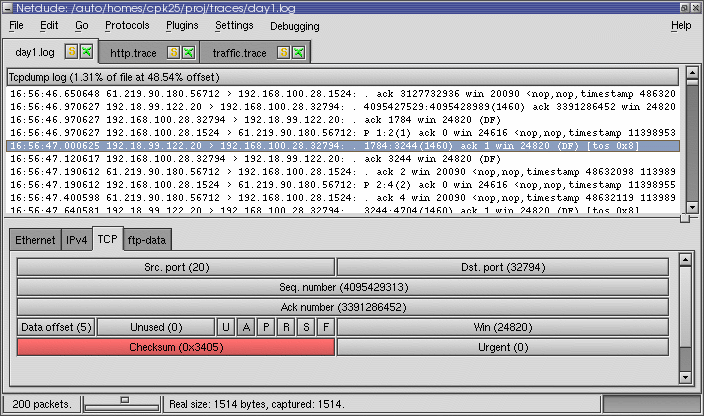 Netdude: /auto/homes/cpk25/proj/traces/day1.log
File Edit Go Protocols Plugins Settings Debugging Help
day1.log S http.trace S traffic.trace S
Tcpdump log (1.31% of file at 48.54% offset)
16:56:46.650648 61.219.90.180.56712 > 192.168.100.28.1524: . ack 3127732936 win 20090 <nop,nop,timestamp 486320
16:56:46.970627 192.18.99.122.20 > 192.168.100.28.32794: . 4095427529:4095428989(1460) ack 3391286452 win 24820
16:56:46.970627 192.168.100.28.32794 > 192.18.99.122.20: . ack 1784 win 24820 (DF)
16:56:46.970627 192.168.100.28.1524 > 61.219.90.180.56712: P 1:2(1) ack 0 win 24616 <nop,nop,timestamp 11398953
16:56:47.000625 192.18.99.122.20 > 192.168.100.28.32794: . 1784:3244(1460) ack 1 win 24820 (DF) [tos 0x8]
16:56:47.120617 192.168.100.28.32794 > 192.18.99.122.20: . ack 3244 win 24820 (DF)
16:56:47.190612 61.219.90.180.56712 > 192.168.100.28.1524: . ack 2 win 20090 <nop,nop,timestamp 48632098 113989
16:56:47.190612 192.168.100.28.1524 > 61.219.90.180.56712: P 2:4(2) ack 0 win 24616 <nop,nop,timestamp 11398955
16:56:47.400597 61.219.90.180.56712 > 192.168.100.28.1524: . ack 4 win 20090 <nop,nop,timestamp 48632119 113989
16:56:47.640581 192.18.99.122.20 > 192.168.100.28.32794: . 3244:4704(1460) ack 1 win 24820 (DF) [tos 0x8]
Ethernet IPv4 TCP ftp-data
Src. port (20) Dst. port (32794)
Seq. number (4095429313)
Ack number (3391286452)
Data offset (5) Unused (0) U A P R S F Win (24820)
Checksum (0x3405) Urgent (0)
200 packets. Real size: 1514 bytes, captured: 1514.